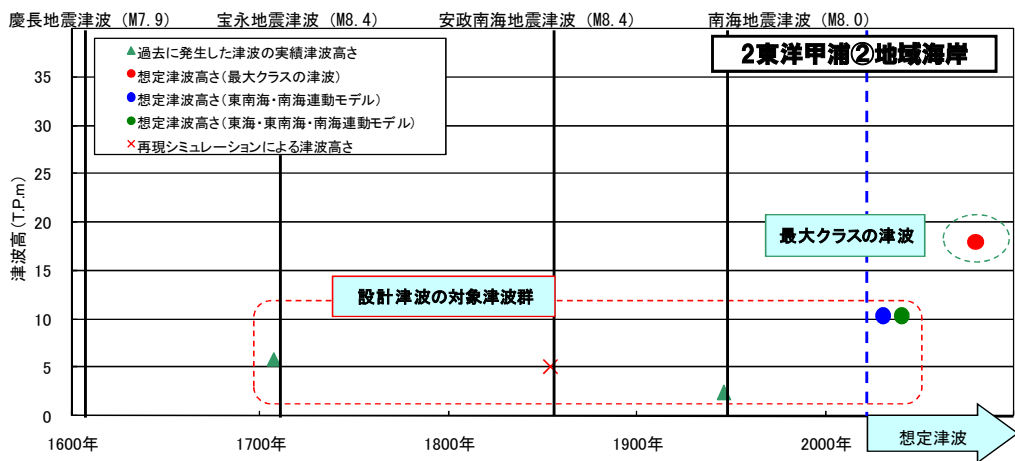 慶長地震津波（M7.9） 宝永地震津波（M8.4） 安政南海地震津波（M8.4） 南海地震津波（M8.0）
2東洋甲浦②地域海岸
過去に発生した津波の実績津波高さ
想定津波高さ（最大クラスの津波）
想定津波高さ（東南海・南海連動モデル）
想定津波高さ（東海・東南海・南海連動モデル）
再現シミュレーションによる津波高さ
津波高（T.P.m）
35
30
25
20
15
10
5
0
最大クラスの津波
設計津波の対象津波群
1600年 1700年 1800年 1900年 2000年
想定津波